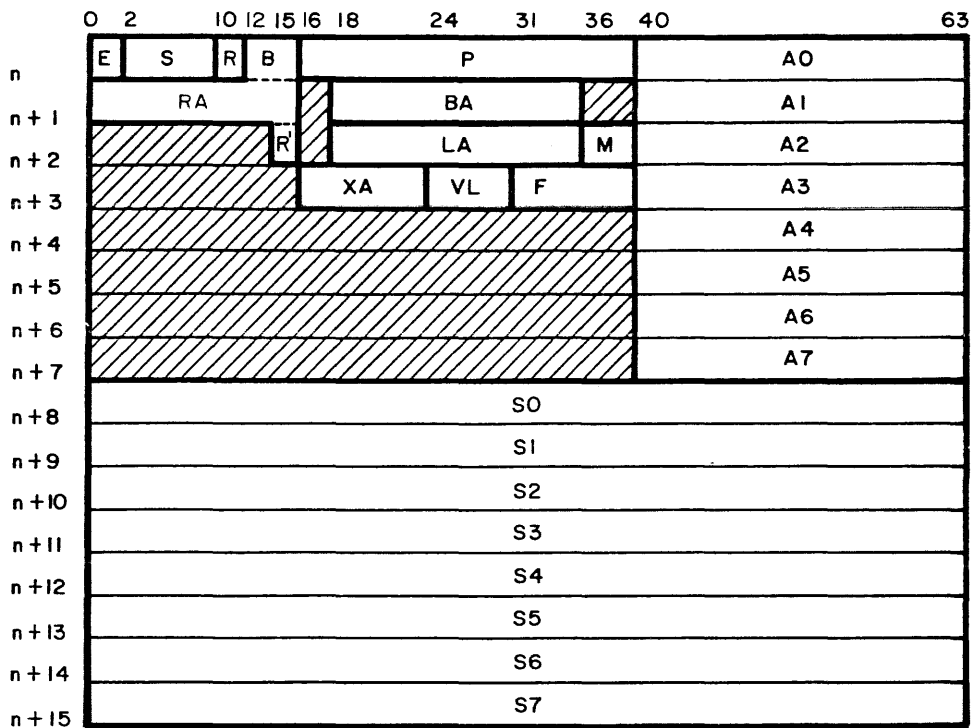 0 2 10 12 15 16 18 24 31 36 40 63
n E S R B P A0
n+1 RA BA A1
n+2 R' LA M A2
n+3 XA VL F A3
n+4 A4
n+5 A5
n+6 A6
n+7 A7
n+8 S0
n+9 S1
n+10 S2
n+11 S3
n+12 S4
n+13 S5
n+14 S6
n+15 S7